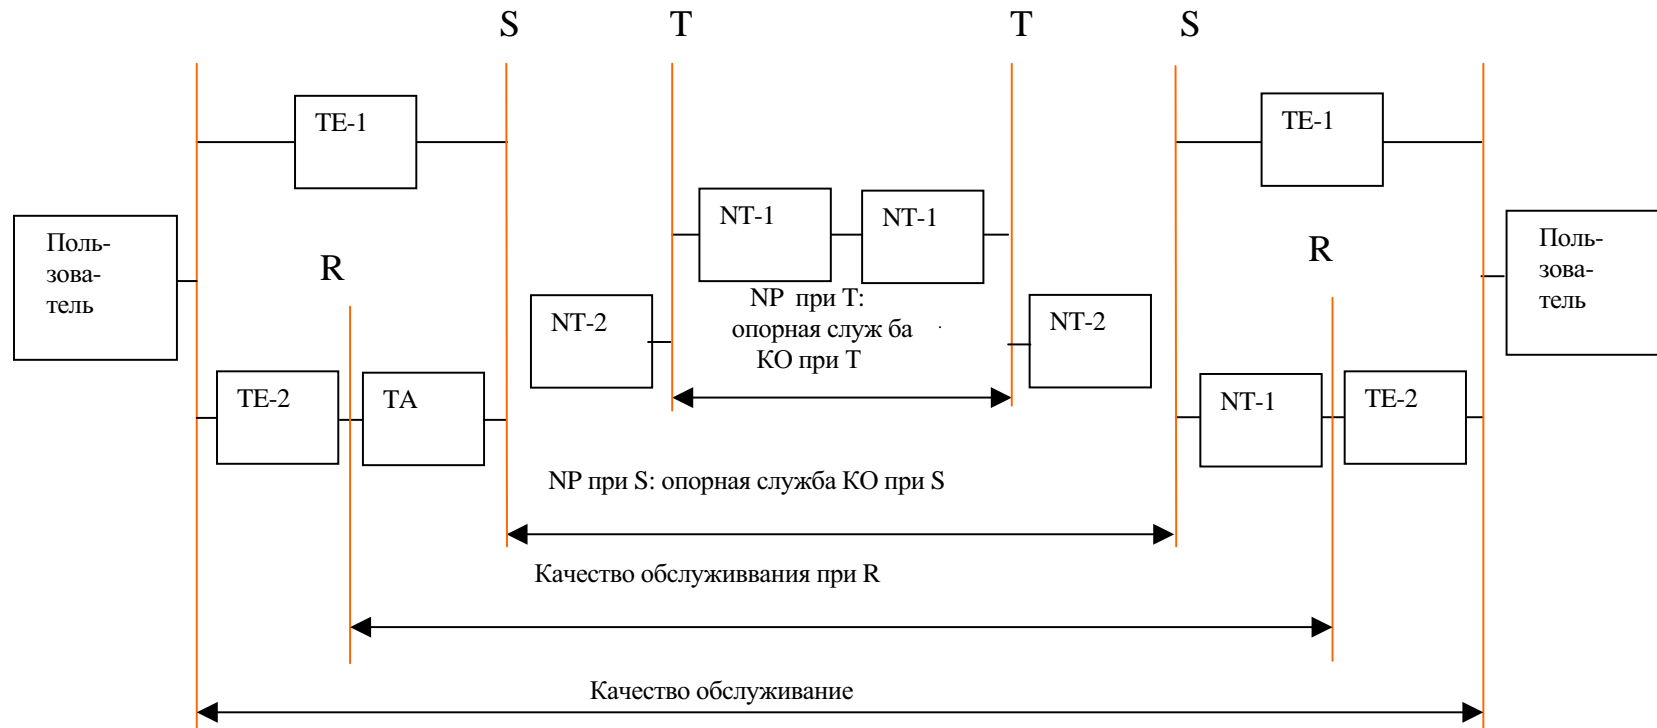 S T T S
TE-1 TE-1
NT-1 NT-1
Поль-
зова-
тель
Поль-
зова-
тель
R R
NP при T:
опорная служ ба
КО при T
NT-2 NT-2
TE-2 TA NT-1 TE-2
NP при S: опорная служба КО при S
Качество обслуживвания при R
Качество обслуживание